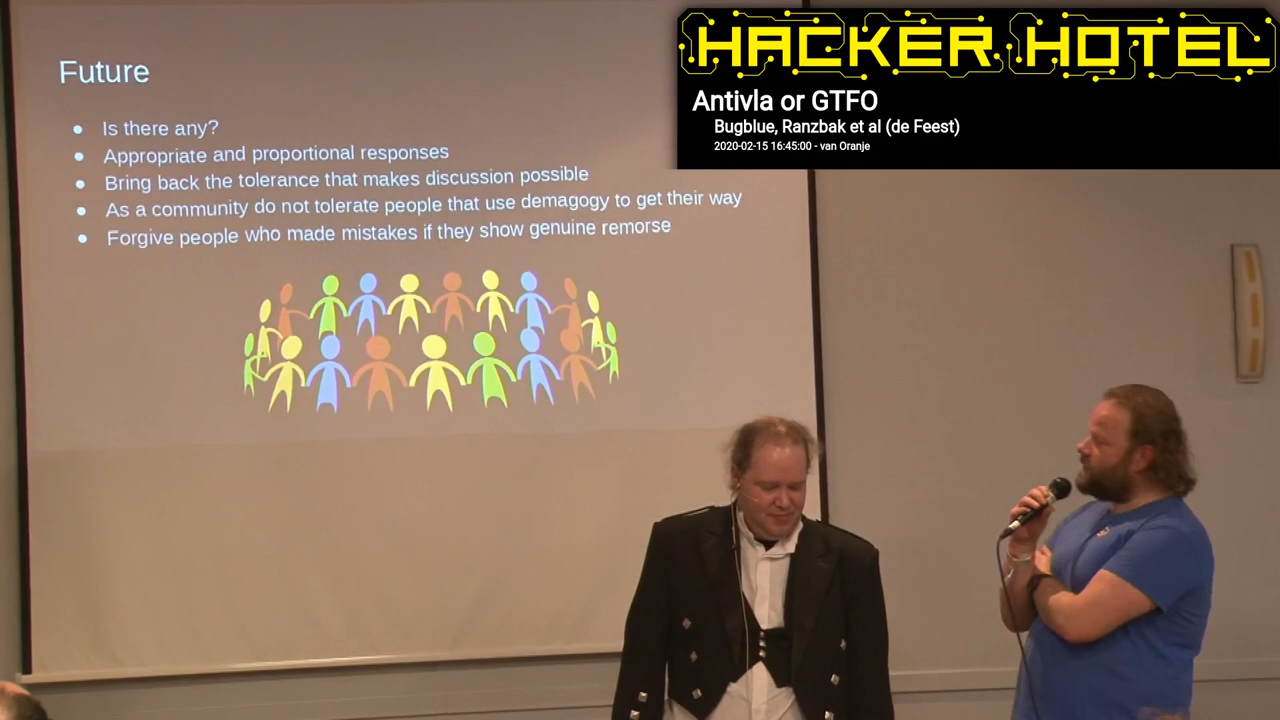 Future
Is there any?
Appropriate and proportional responses
Bring back the tolerance that makes discussion possible
As a community do not tolerate people that use demagogy to get their way
Forgive people who made mistakes if they show genuine remorse
HACKER HOTEL
Antivla or GTFO
Bugblue, Ranzbak et al (de Feest)
2020-02-15 16:45:00 - van Oranje